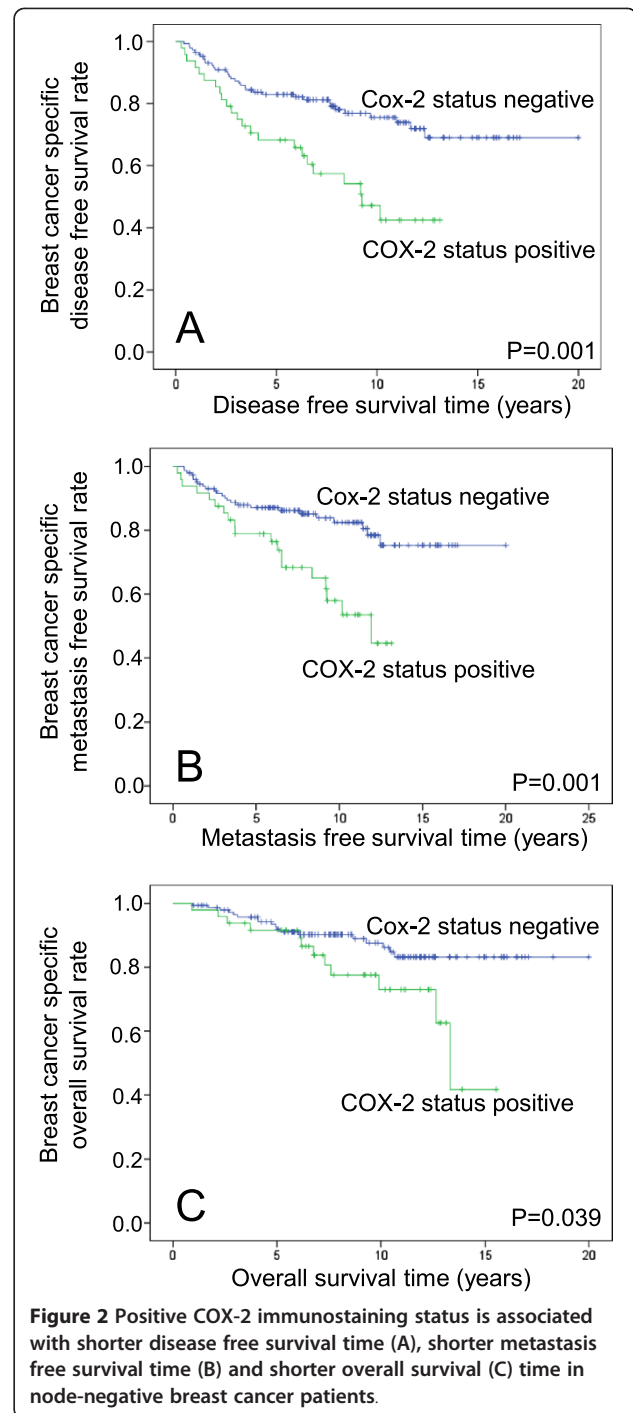 1.0
0.8
0.6
0.4
0.2
0.0
Breast cancer specific
disease free survival rate
Cox-2 status negative
COX-2 status positive
A
P=0.001
0 5 10 15 20
Disease free survival time (years)
1.0
0.8
0.6
0.4
0.2
0.0
Breast cancer specific
metastasis free survival rate
Cox-2 status negative
COX-2 status positive
B
P=0.001
0 5 10 15 20 25
Metastasis free survival time (years)
1.0
0.8
0.6
0.4
0.2
0.0
Breast cancer specific
overall survival rate
Cox-2 status negative
COX-2 status positive
C
P=0.039
0 5 10 15 20
Overall survival time (years)
Figure 2 Positive COX-2 immunostaining status is associated
with shorter disease free survival time (A), shorter metastasis
free survival time (B) and shorter overall survival (C) time in
node-negative breast cancer patients.